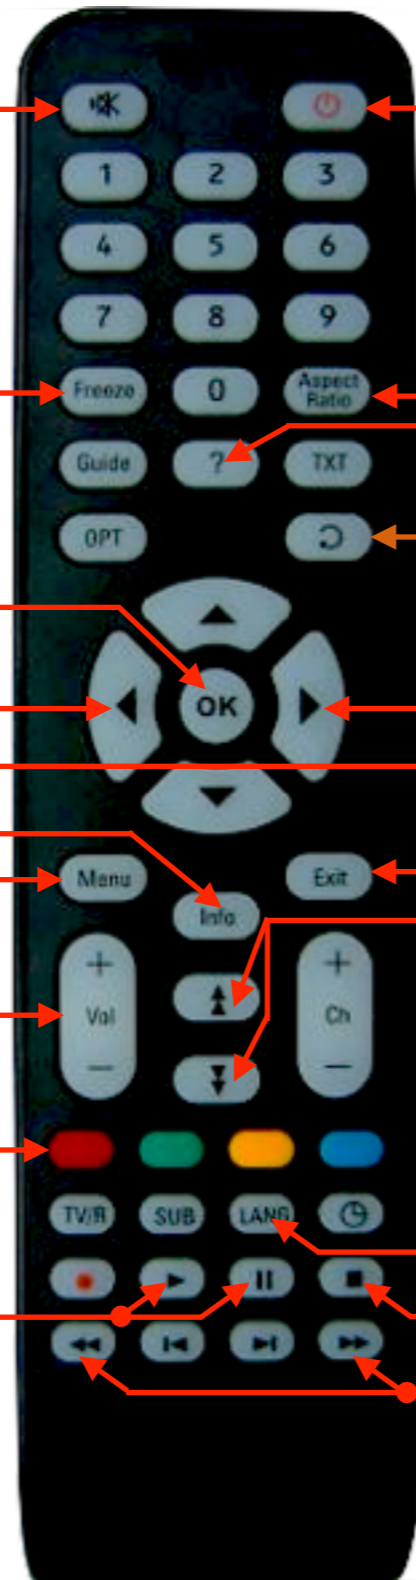 1 2 3
4 5 6
7 8 9
Freeze 0 Aspect
Ratio
Guide ? TXT
OPT
OK
Menu Exit
Info
+ +
Vol Ch
- -
TV/R SUB LANG